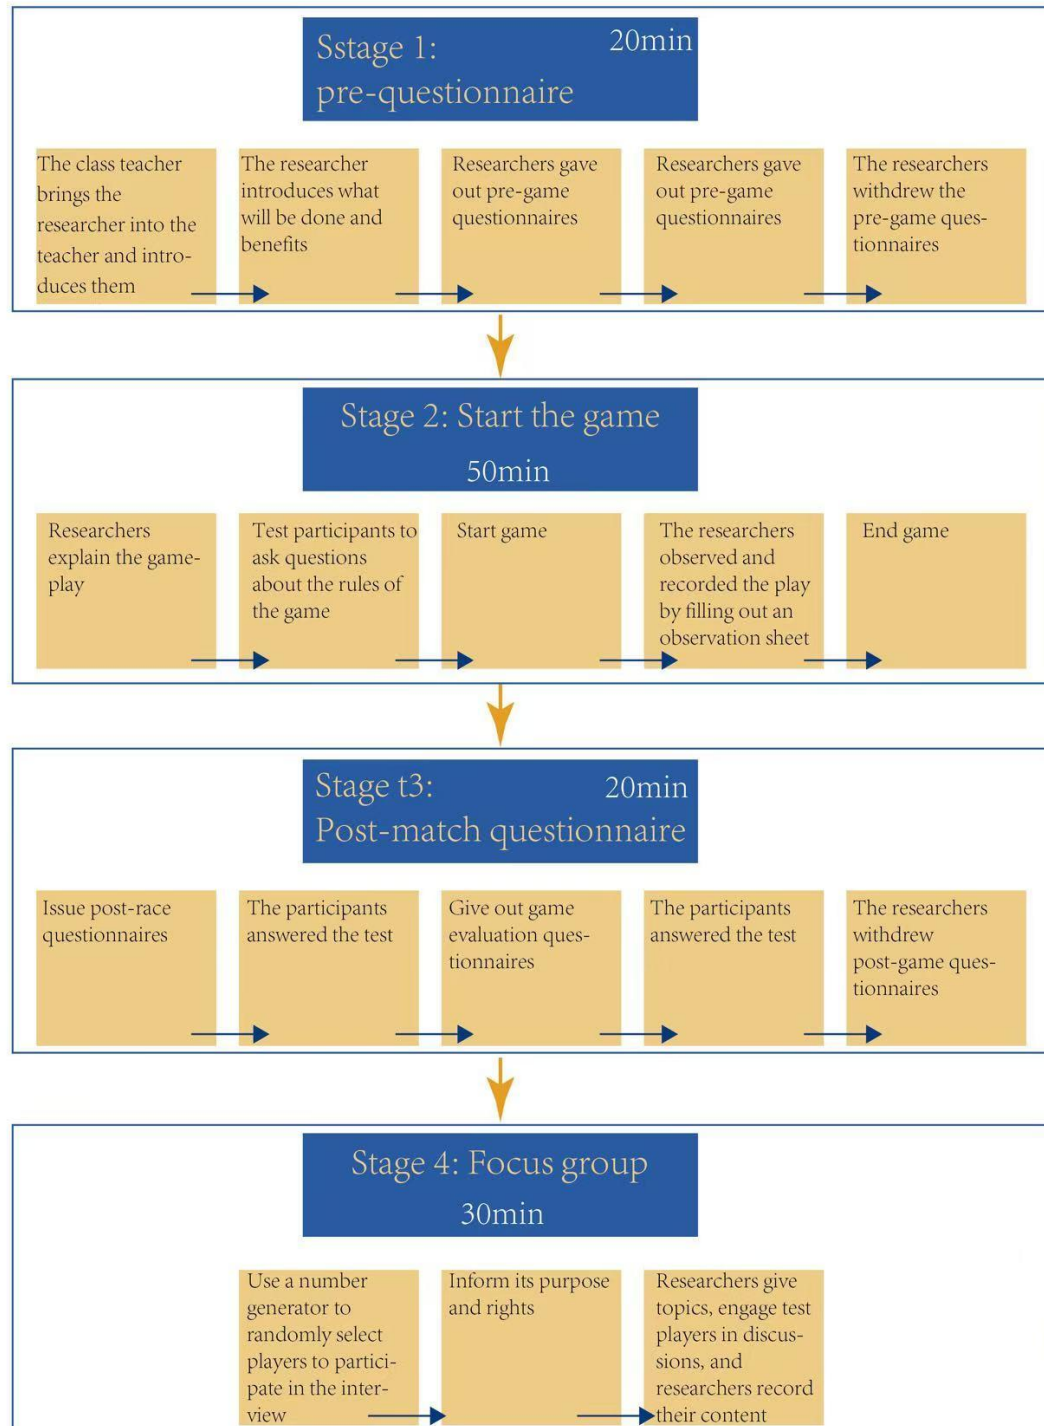 Sstage 1:
20min
pre-questionnaire
The class teacher
brings the
researcher into the
teacher and intro-
duces them
The researcher
introduces what
will be done and
benefits
Researchers gave
out pre-game
questionnaires
Researchers gave
out pre-game
questionnaires
The researchers
withdrew the
pre-game ques-
tionnaires
Stage 2: Start the game
50min
Researchers
explain the game-
play
Test participants to
ask questions
about the rules of
the game
Start game
The researchers
observed and
recorded the play
by filling out an
observation sheet
End game
Stage t3:
20min
Post-match questionnaire
Issue post-race
questionnaires
The participants
answered the test
Give out game
evaluation ques-
tionnaires
The participants
answered the test
The researchers
withdrew
post-game ques-
tionnaires
Stage 4: Focus group
30min
Use a number
generator to
randomly select
players to partici-
pate in the inter-
view
Inform its purpose
and rights
Researchers give
topics, engage test
players in discus-
sions, and
researchers record
their content